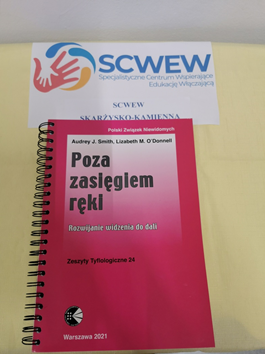 SCWEW
Specjalistyczne Centrum Wspierające
Edukację Włączającą
SCWEW
SKARŻYSKO-KAMIENNA
Polski Związek Niewidomych
Audrey J. Smith, Lizabeth M. O'Donnell
Poza
zasięgiem
ręki
Rozwijanie widzenia do dali
Zeszyty Tyflologiczne 24
Warszawa 2021